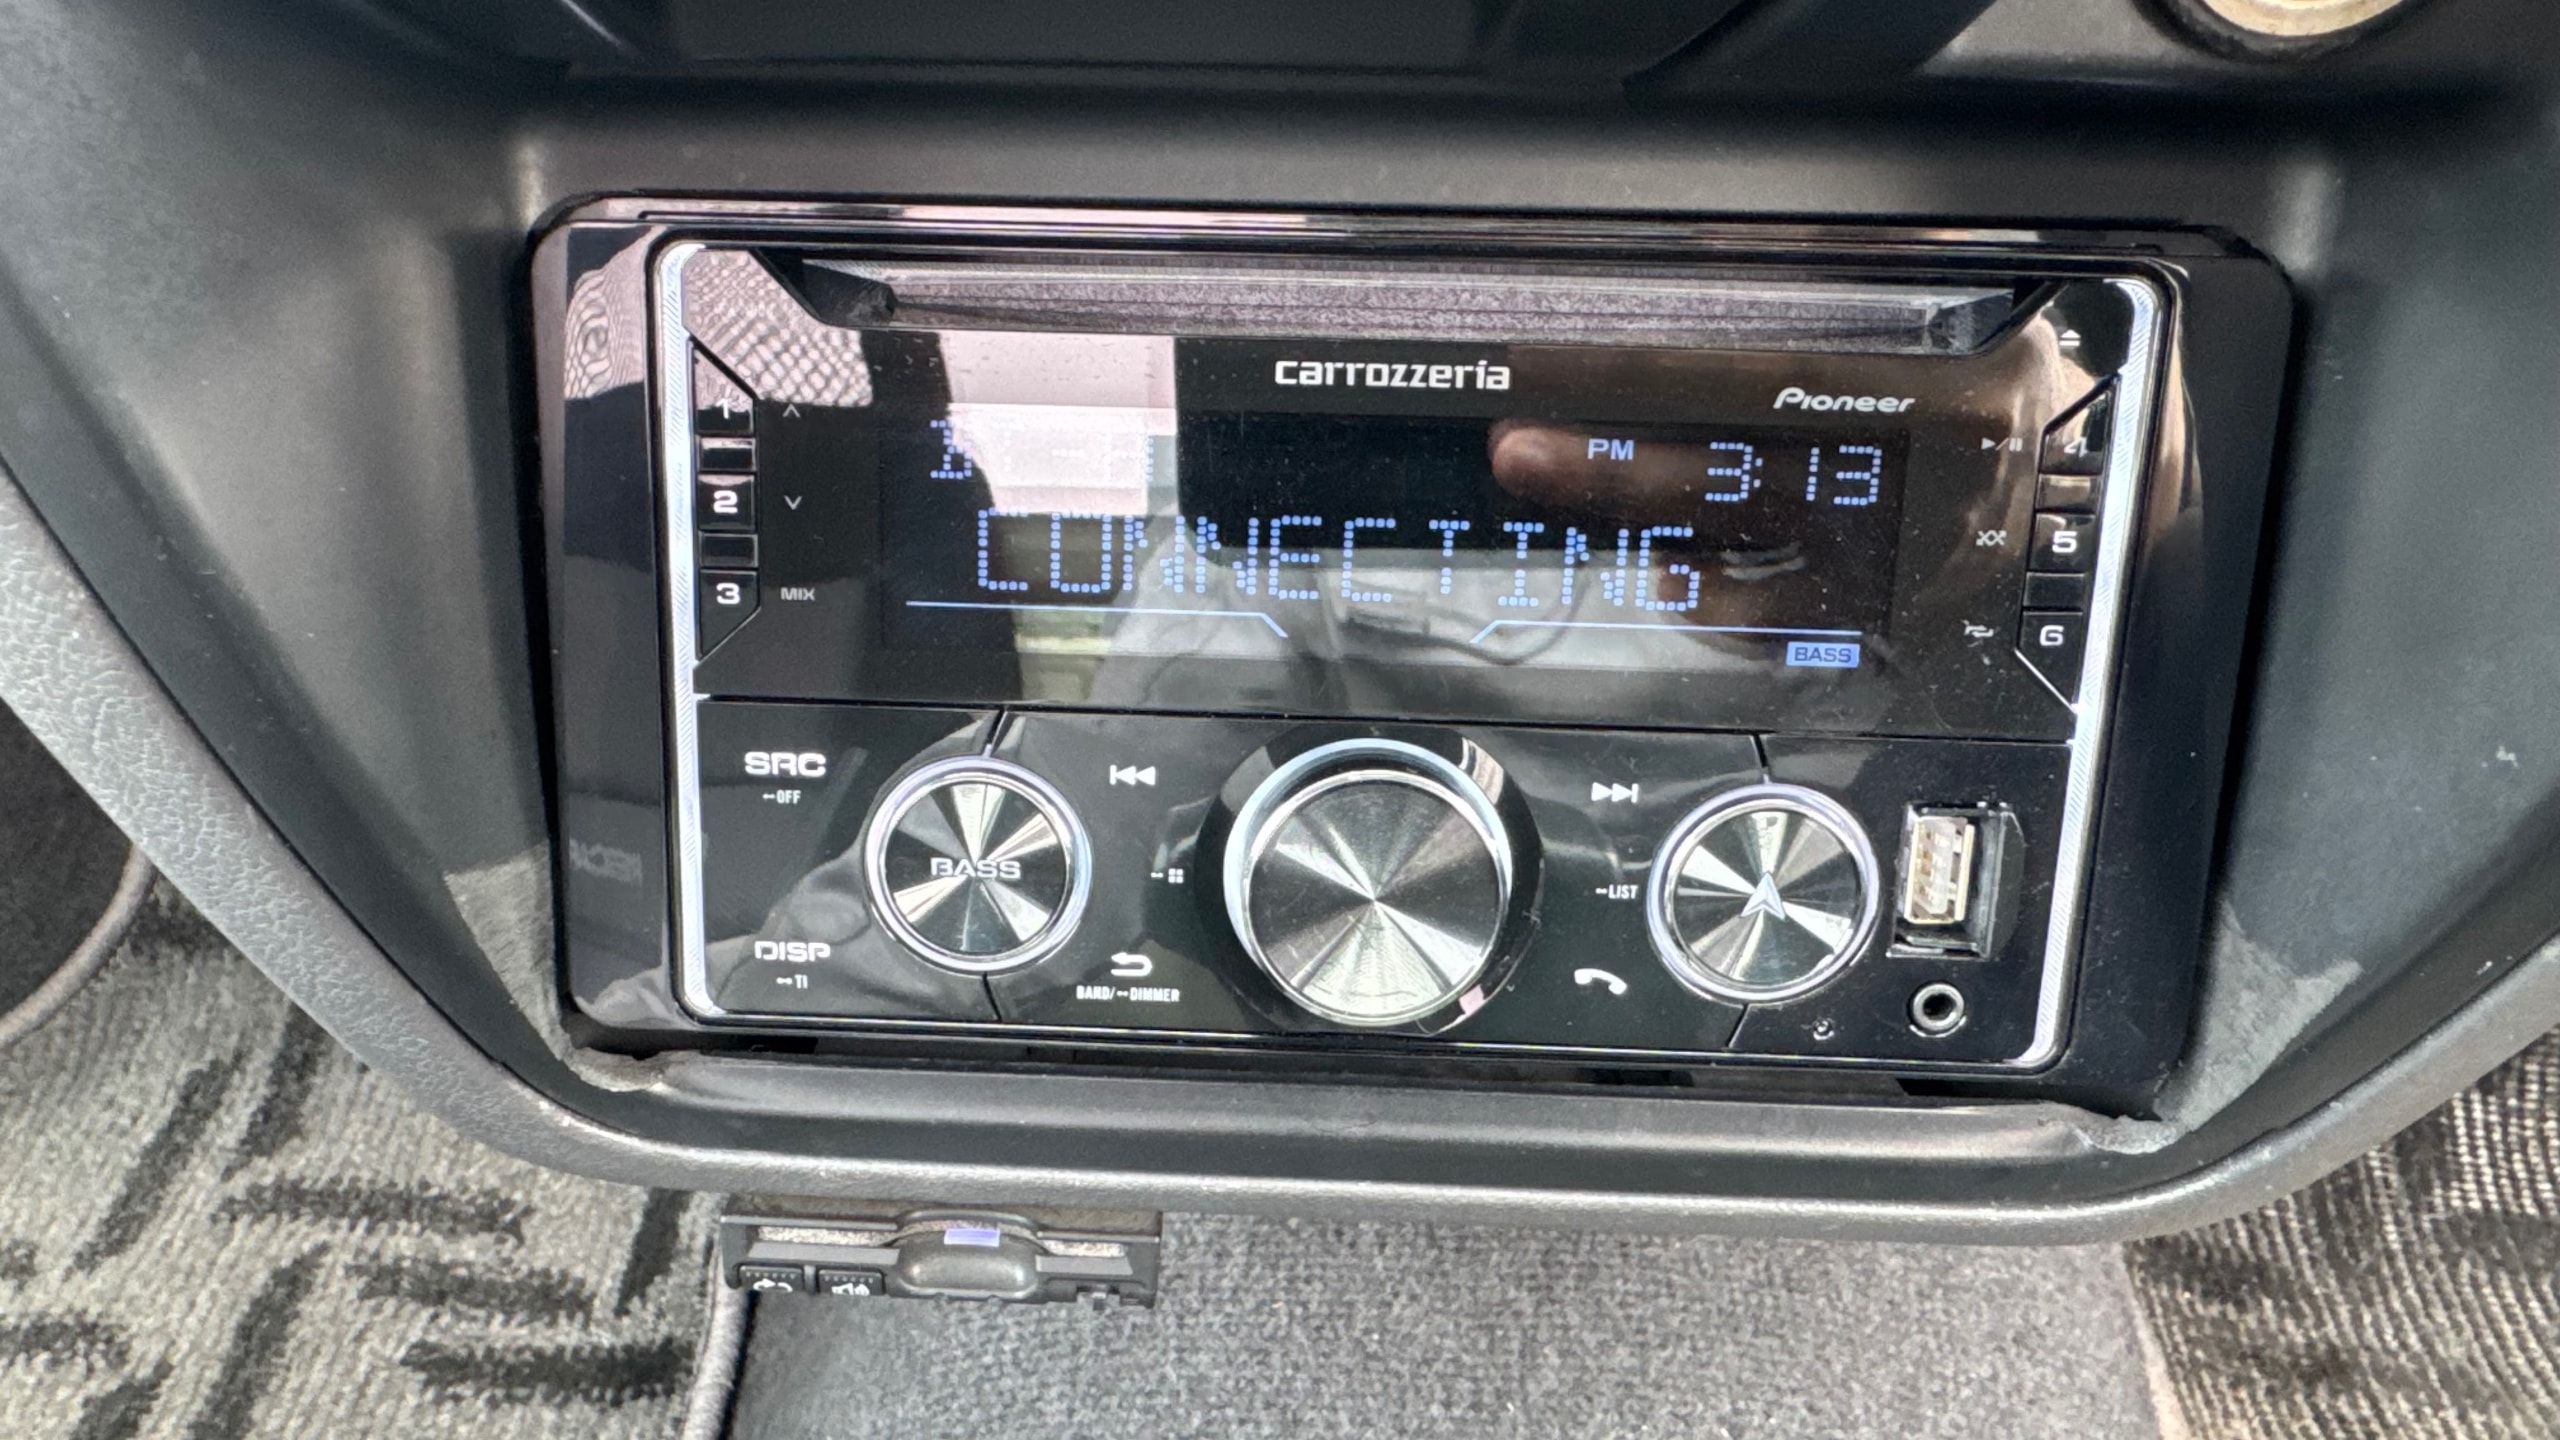 carrozzeria
Pioneer
PM 3:13
CONNECTING
BASS
1
2
3 MIX
4
5
6
SRC
OFF
BASS
DISP
TI
BAND/ DIMMER
LIST